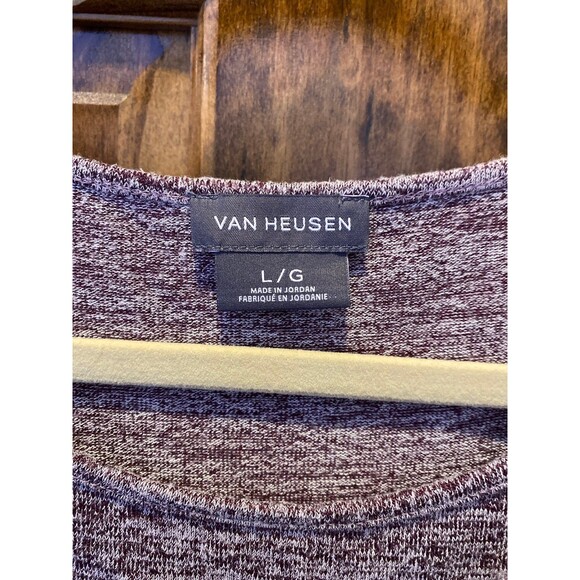 VAN HEUSEN
L/G
MADE IN JORDAN
FABRIQUÉ EN JORDANIE